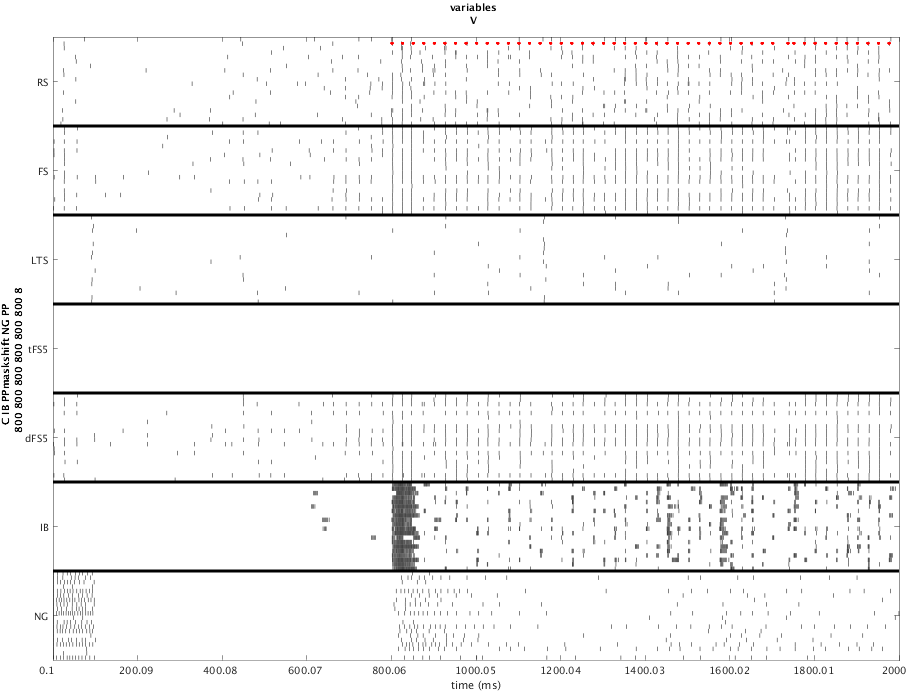 variables
V
RS
FS
LTS
tFS5
dFS5
IB
NG
C IB PPmaskshift NG PP
800 800 800 800 800 800 8
0.1 200.09 400.08 600.07 800.06 1000.05 1200.04 1400.03 1600.02 1800.01 2000
time (ms)